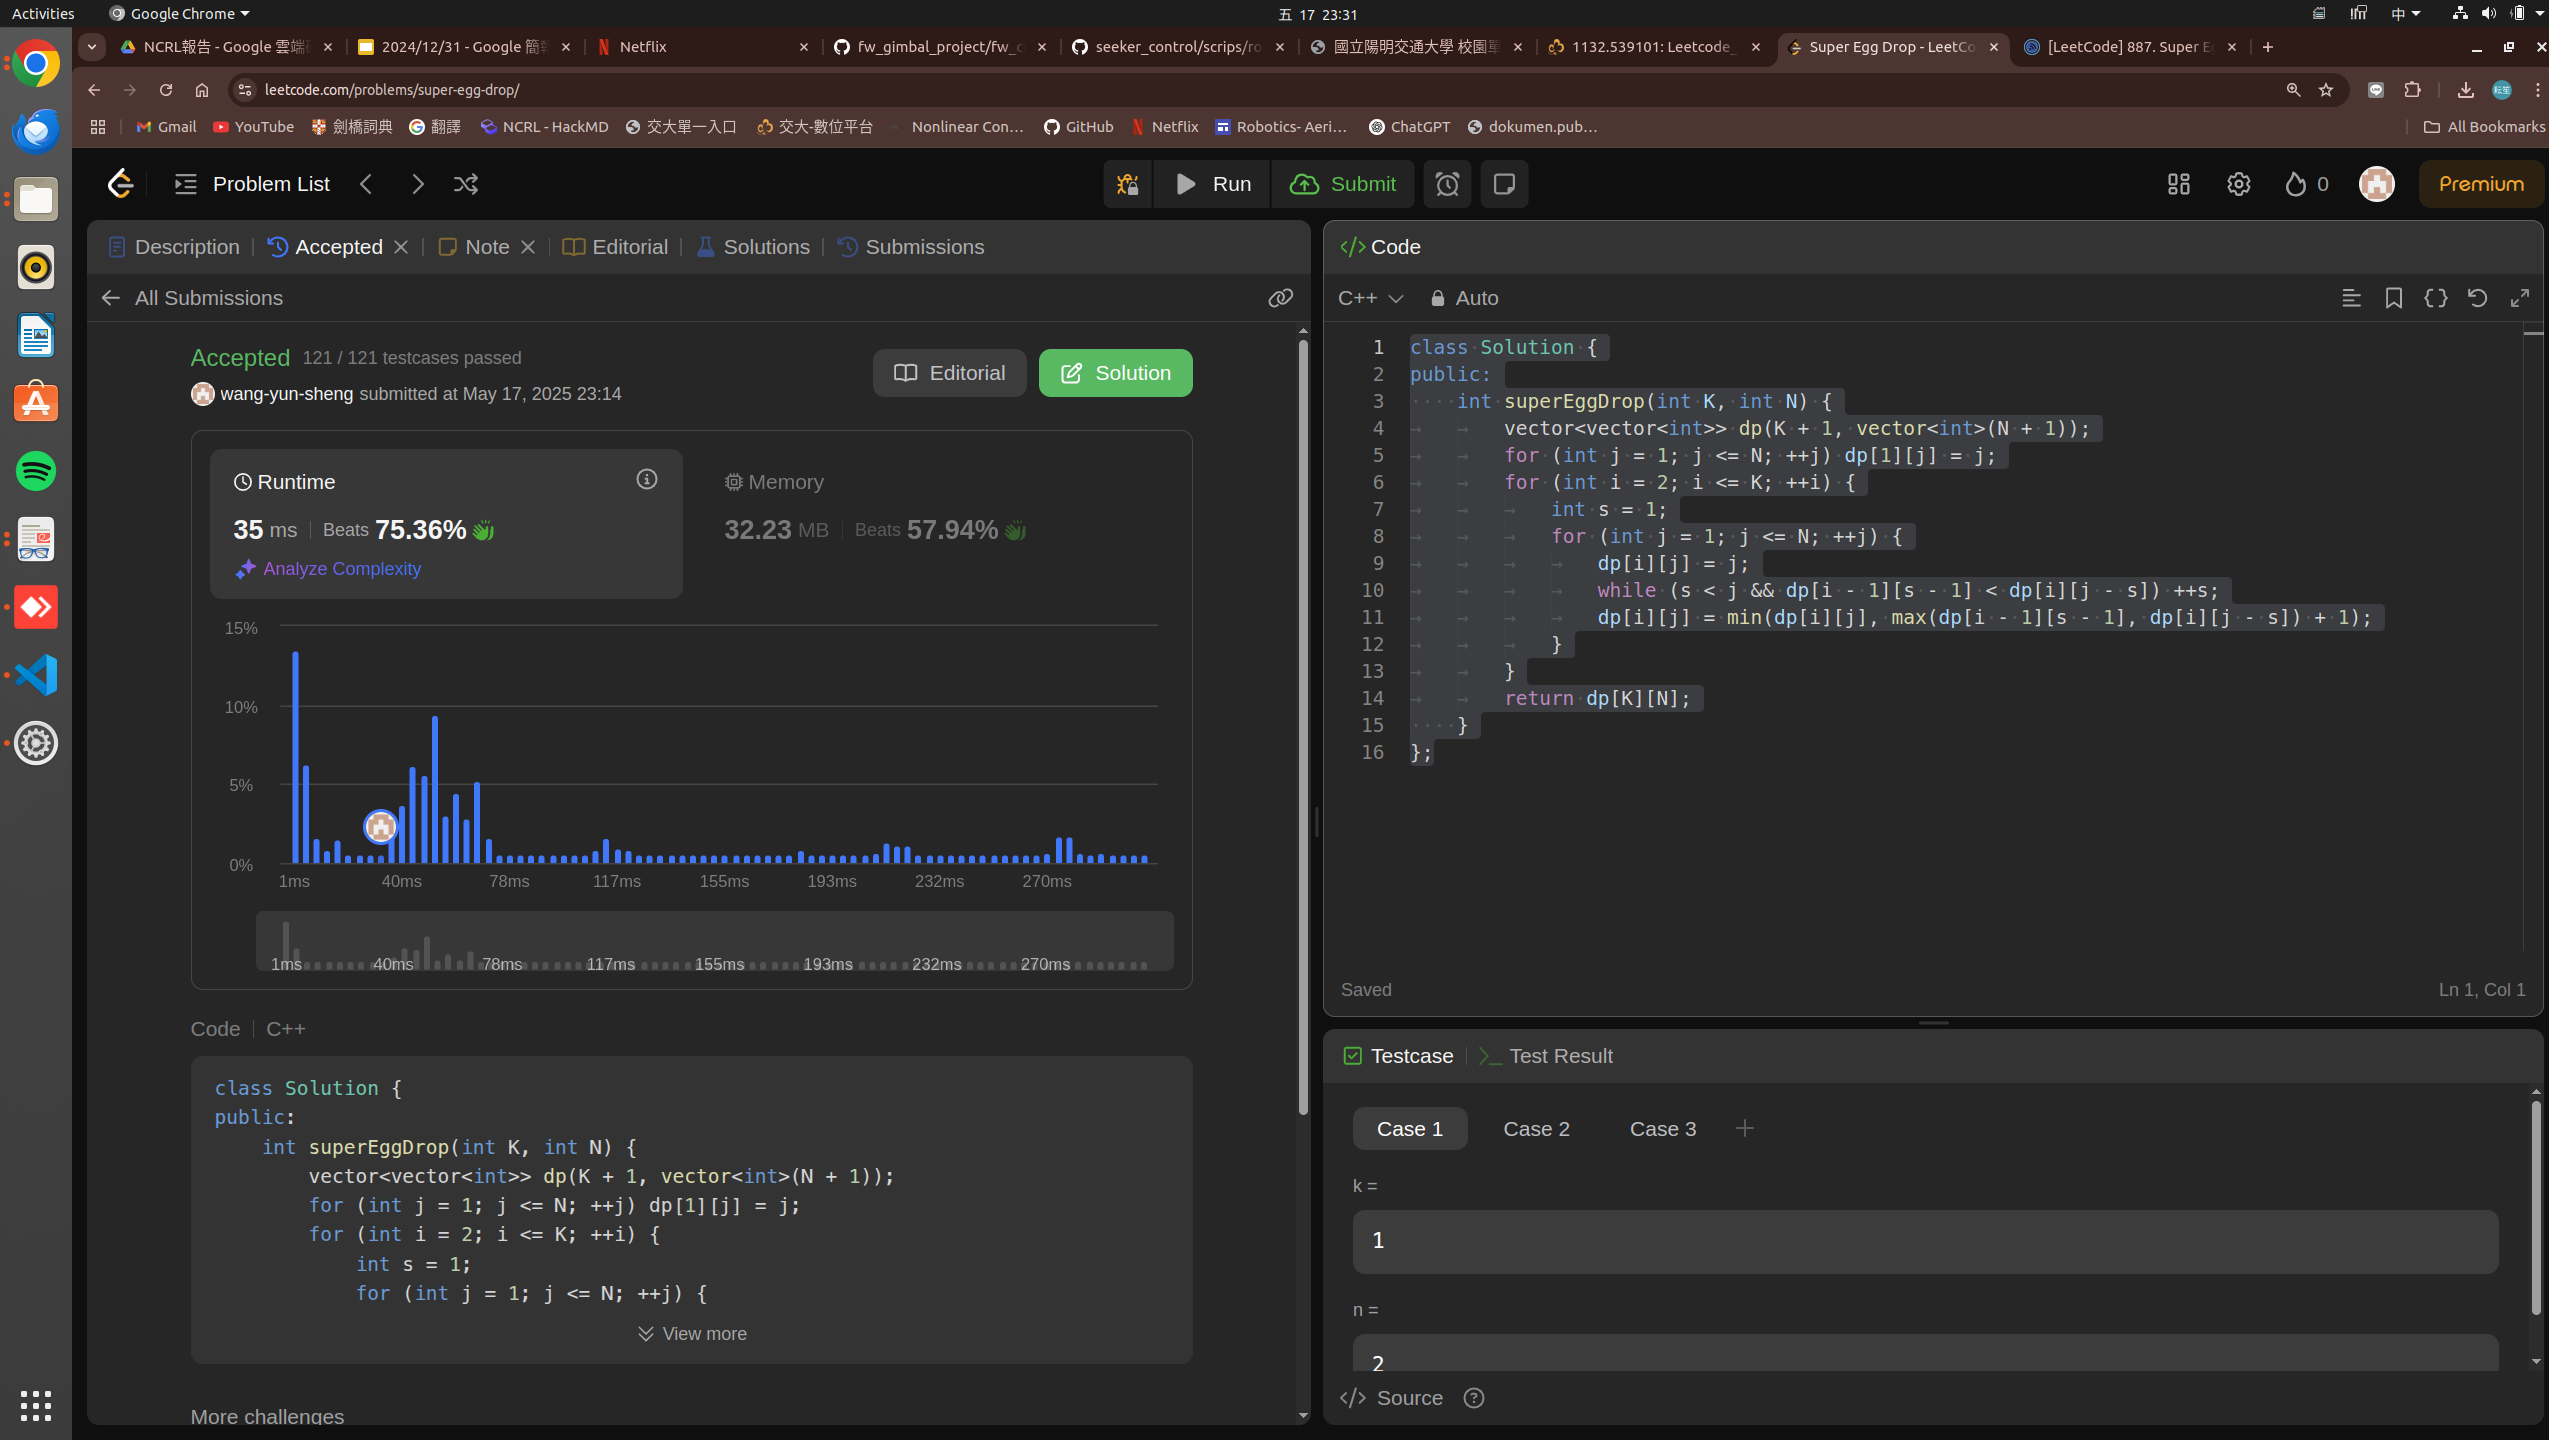 Activities
Google Chrome
五 17 23:31
中
NCRL報告 - Google 雲端
2024/12/31 - Google 簡報
Netflix
fw_gimbal_project/fw_c
seeker_control/scrips/ro
國立陽明交通大學 校園單
1132.539101: Leetcode_
Super Egg Drop - LeetCo
[LeetCode] 887. Super E
leetcode.com/problems/super-egg-drop/
Gmail
YouTube
劍橋詞典
翻譯
NCRL - HackMD
交大單一入口
交大-數位平台
Nonlinear Con...
GitHub
Netflix
Robotics- Aeri...
ChatGPT
dokumen.pub...
All Bookmarks
Problem List
Run
Submit
0
Premium
Description
Accepted
Note
Editorial
Solutions
Submissions
All Submissions
Accepted 121 / 121 testcases passed
wang-yun-sheng submitted at May 17, 2025 23:14
Editorial
Solution
Runtime
35 ms Beats 75.36%
Analyze Complexity
Memory
32.23 MB Beats 57.94%
15%
10%
5%
0%
1ms 40ms 78ms 117ms 155ms 193ms 232ms 270ms
1ms 40ms 78ms 117ms 155ms 193ms 232ms 270ms
Code C++
class Solution {
public:
    int superEggDrop(int K, int N) {
        vector<vector<int>> dp(K + 1, vector<int>(N + 1));
        for (int j = 1; j <= N; ++j) dp[1][j] = j;
        for (int i = 2; i <= K; ++i) {
            int s = 1;
            for (int j = 1; j <= N; ++j) {
View more
More challenges
Code
C++
Auto
1 class Solution {
2 public:
3     int superEggDrop(int K, int N) {
4         vector<vector<int>> dp(K + 1, vector<int>(N + 1));
5         for (int j = 1; j <= N; ++j) dp[1][j] = j;
6         for (int i = 2; i <= K; ++i) {
7             int s = 1;
8             for (int j = 1; j <= N; ++j) {
9                 dp[i][j] = j;
10                 while (s < j && dp[i - 1][s - 1] < dp[i][j - s]) ++s;
11                 dp[i][j] = min(dp[i][j], max(dp[i - 1][s - 1], dp[i][j - s]) + 1);
12             }
13         }
14         return dp[K][N];
15     }
16 };
Saved
Ln 1, Col 1
Testcase
Test Result
Case 1
Case 2
Case 3
k =
1
n =
2
Source